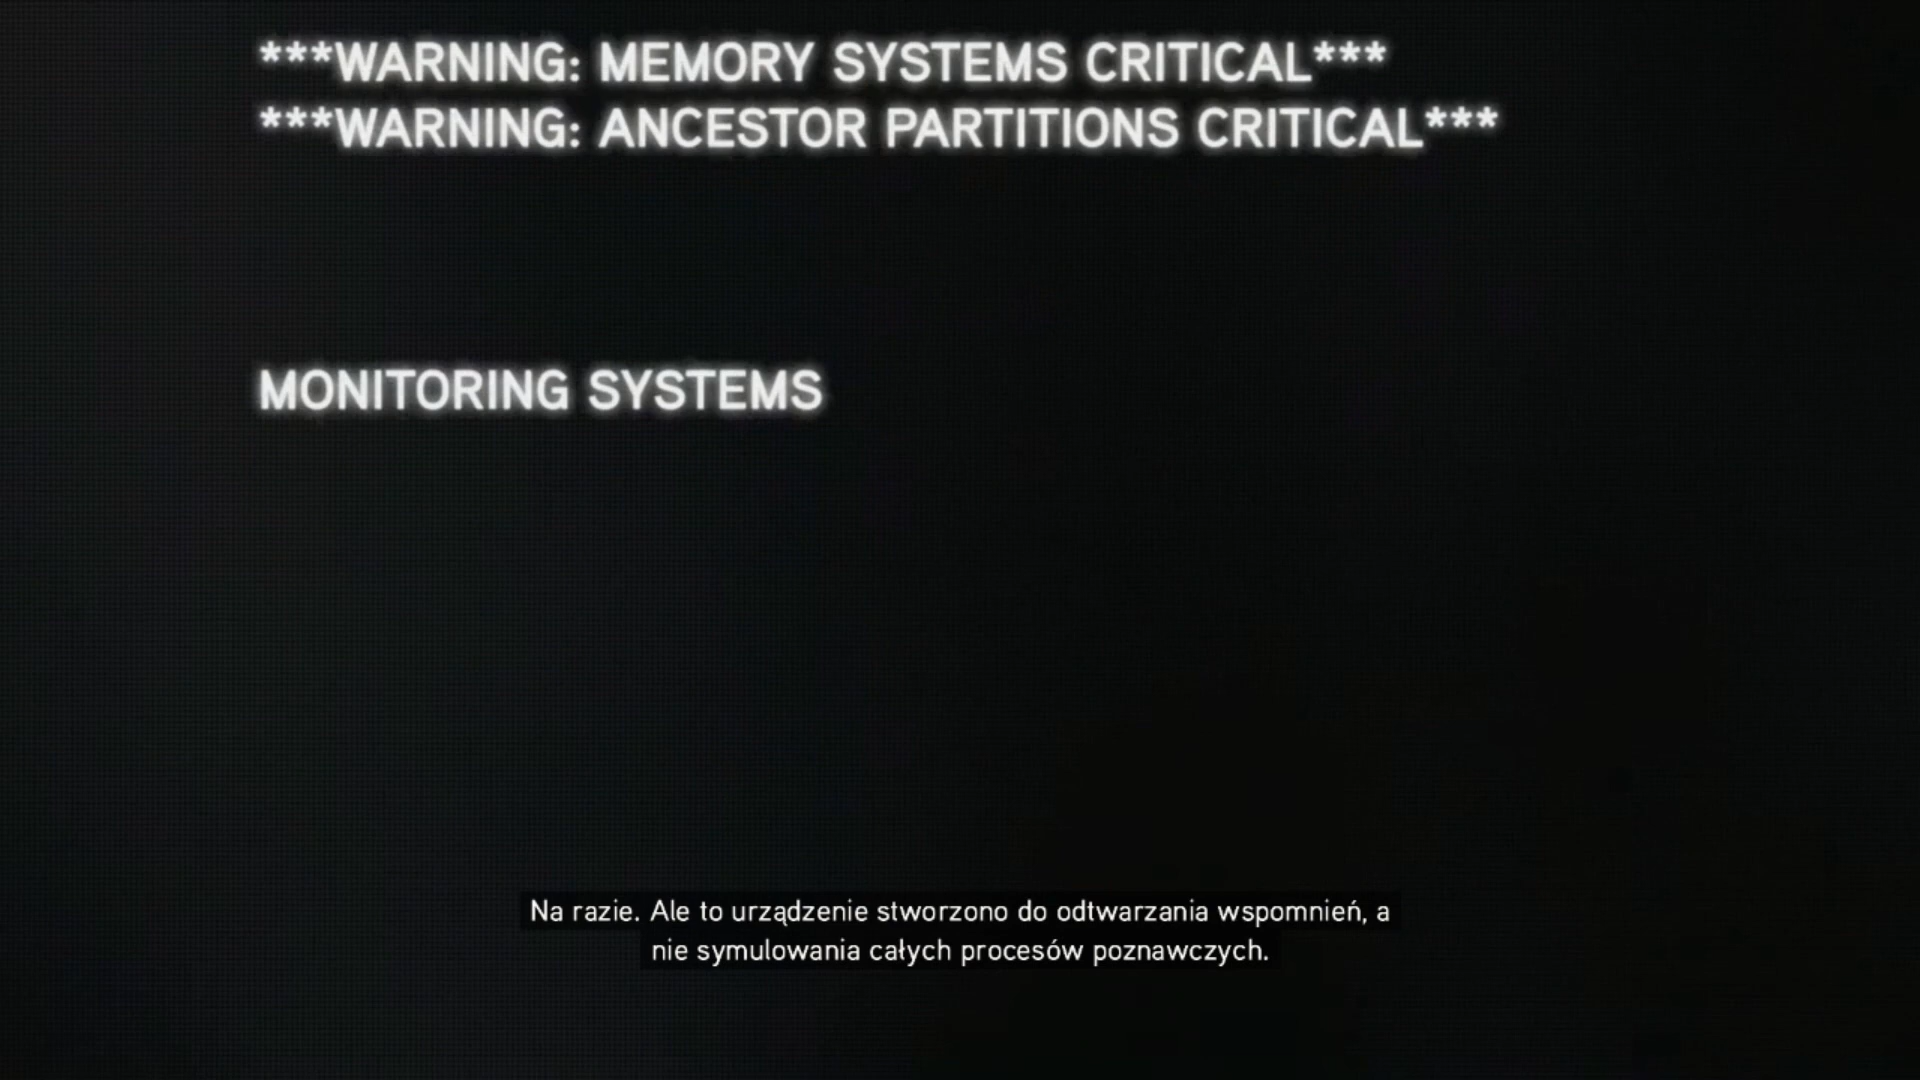 ***WARNING: MEMORY SYSTEMS CRITICAL***
***WARNING: ANCESTOR PARTITIONS CRITICAL***
MONITORING SYSTEMS
Na razie. Ale to urządzenie stworzono do odtwarzania wspomnień, a
nie symulowania całych procesów poznawczych.